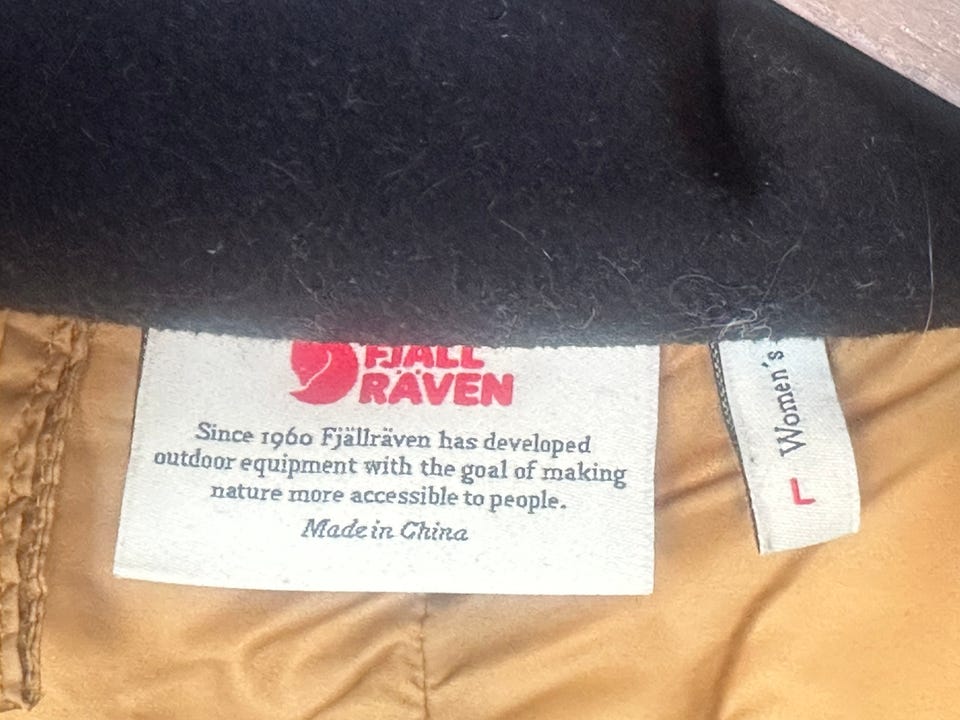 FJÄLL
RÄVEN
Since 1960 Fjällräven has developed
outdoor equipment with the goal of making
nature more accessible to people.
Made in China
Women's
L